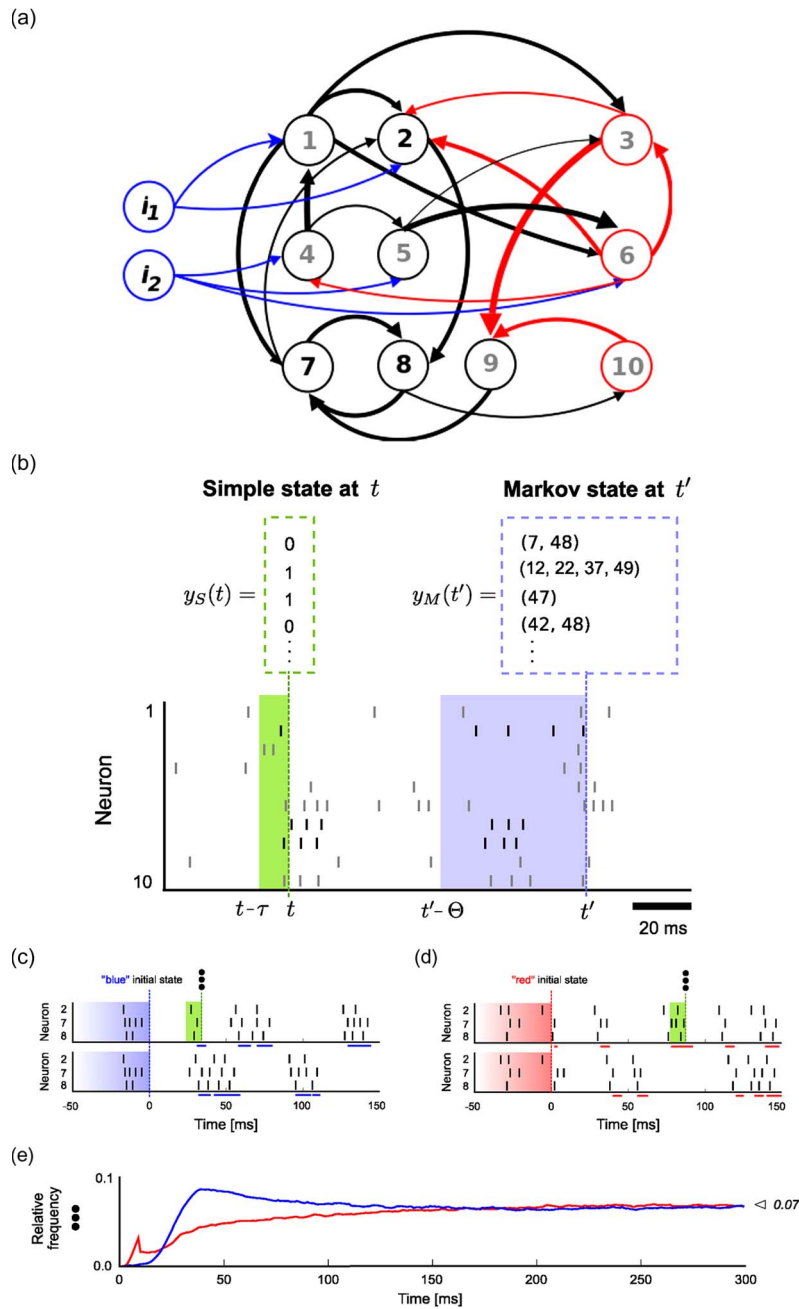 (a)
1
2
3
i1
i2
4
5
6
7
8
9
10
(b)
Simple state at t
Markov state at t′
yS(t) =
0
1
1
0
⋮
yM(t′) =
(7, 48)
(12, 22, 37, 49)
(47)
(42, 48)
⋮
Neuron
1
10
t-τ
t
t′-Θ
t′
20 ms
(c)
"blue" initial state
Neuron
2
7
8
Neuron
2
7
8
-50
0
50
100
150
Time [ms]
(d)
"red" initial state
Neuron
2
7
8
Neuron
2
7
8
-50
0
50
100
150
Time [ms]
(e)
Relative
frequency
0.1
0.0
0
50
100
150
200
250
300
0.07
Time [ms]